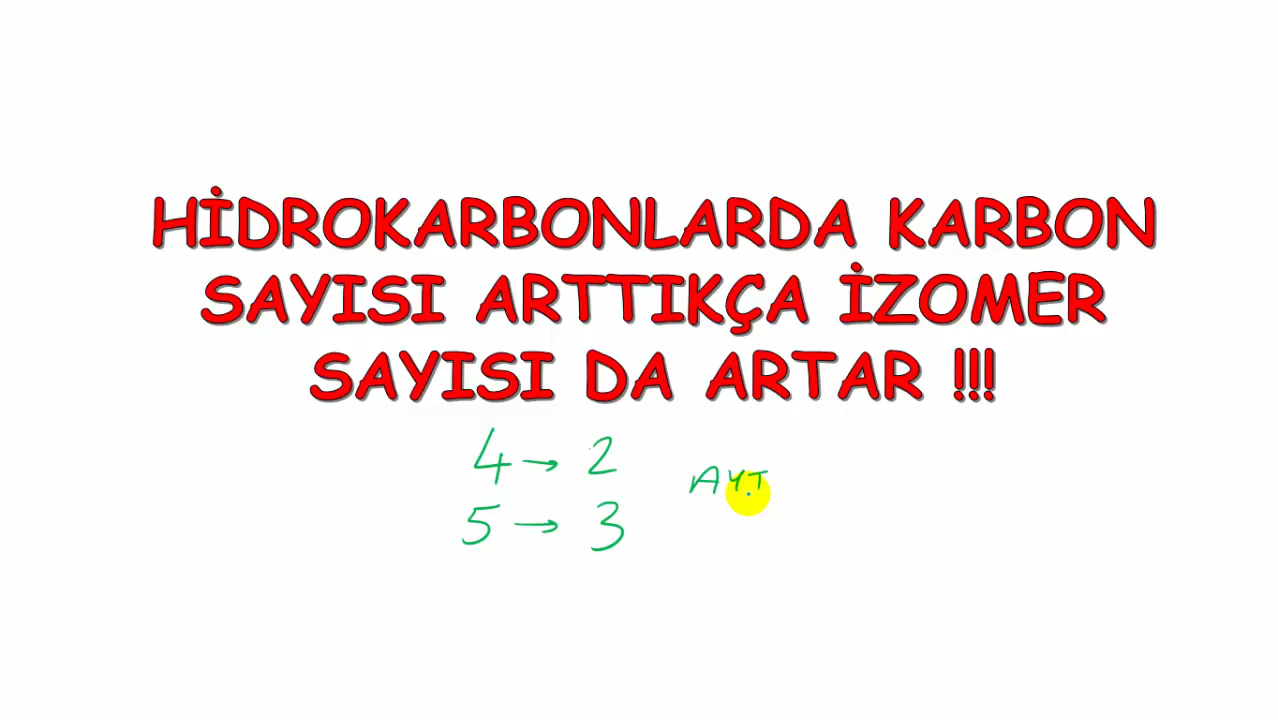 HİDROKARBONLARDA KARBON
SAYISI ARTTIKÇA İZOMER
SAYISI DA ARTAR !!!
4 → 2
AYT
5 → 3